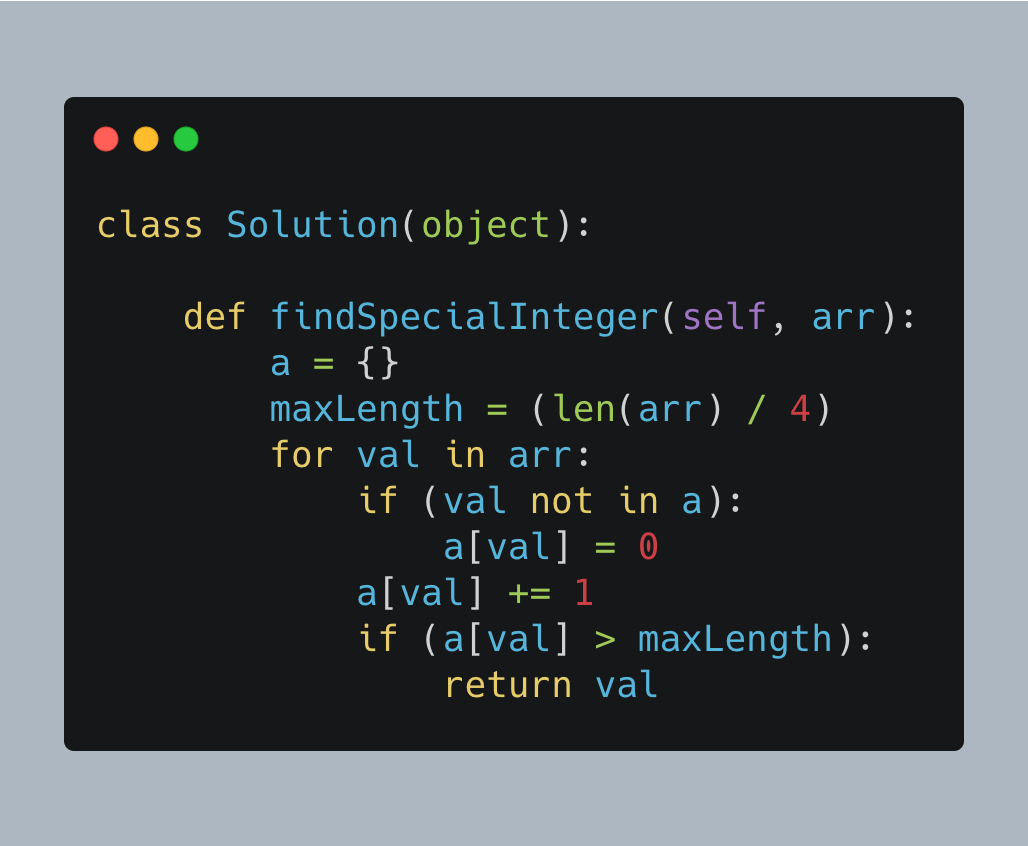 class Solution(object):

    def findSpecialInteger(self, arr):
        a = {}
        maxLength = (len(arr) / 4)
        for val in arr:
            if (val not in a):
                a[val] = 0
            a[val] += 1
            if (a[val] > maxLength):
                return val